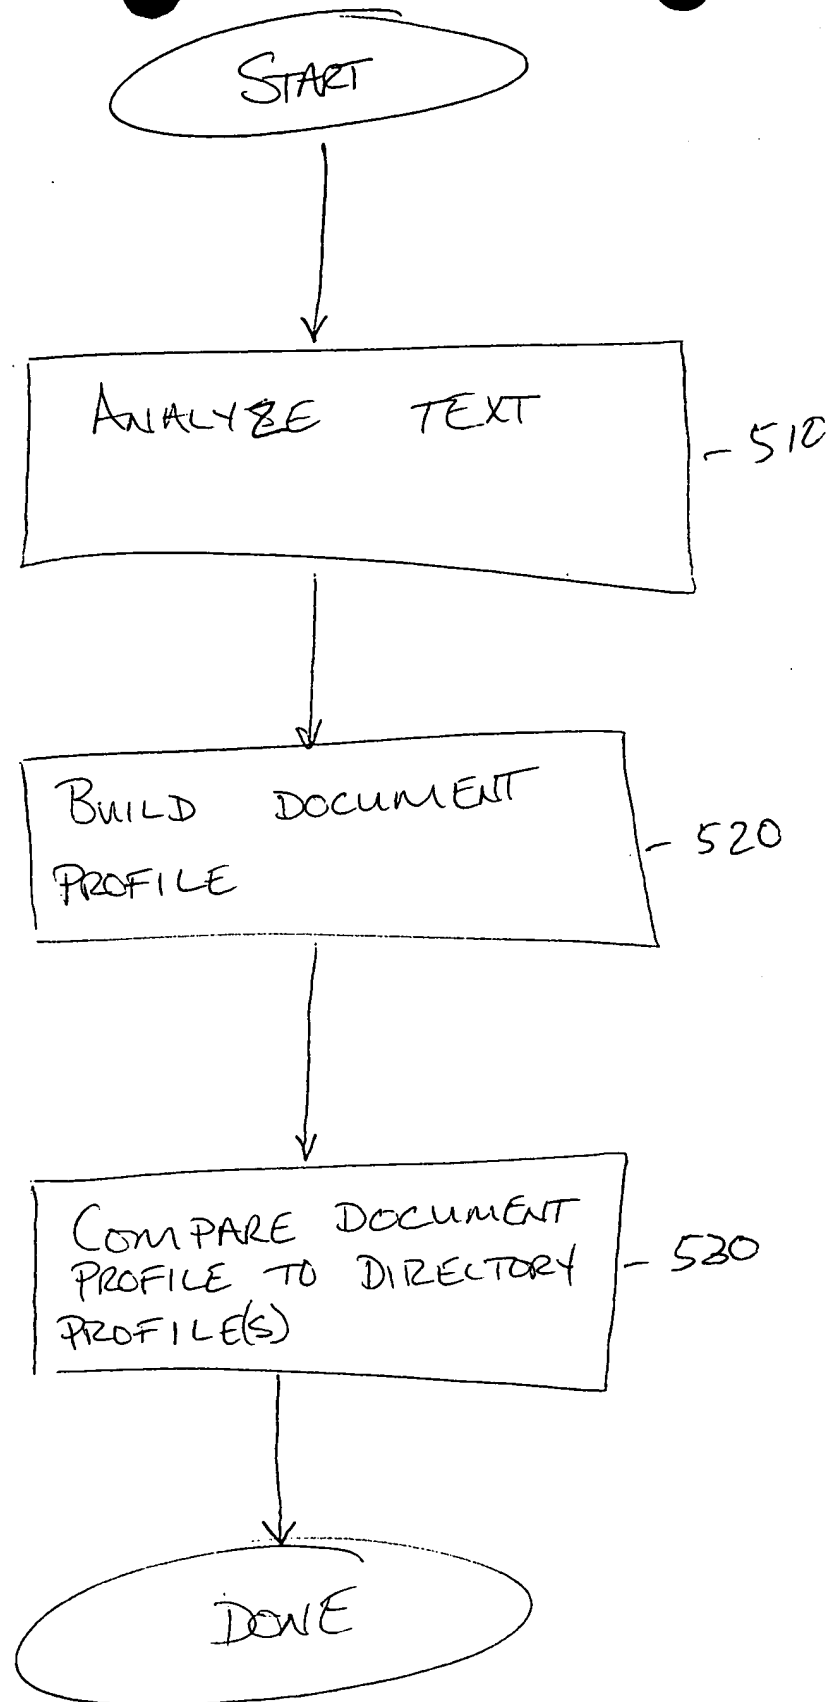 START
ANALYZE TEXT
- 510
BUILD DOCUMENT
PROFILE
- 520
COMPARE DOCUMENT
PROFILE TO DIRECTORY
PROFILE(S)
- 530
DONE